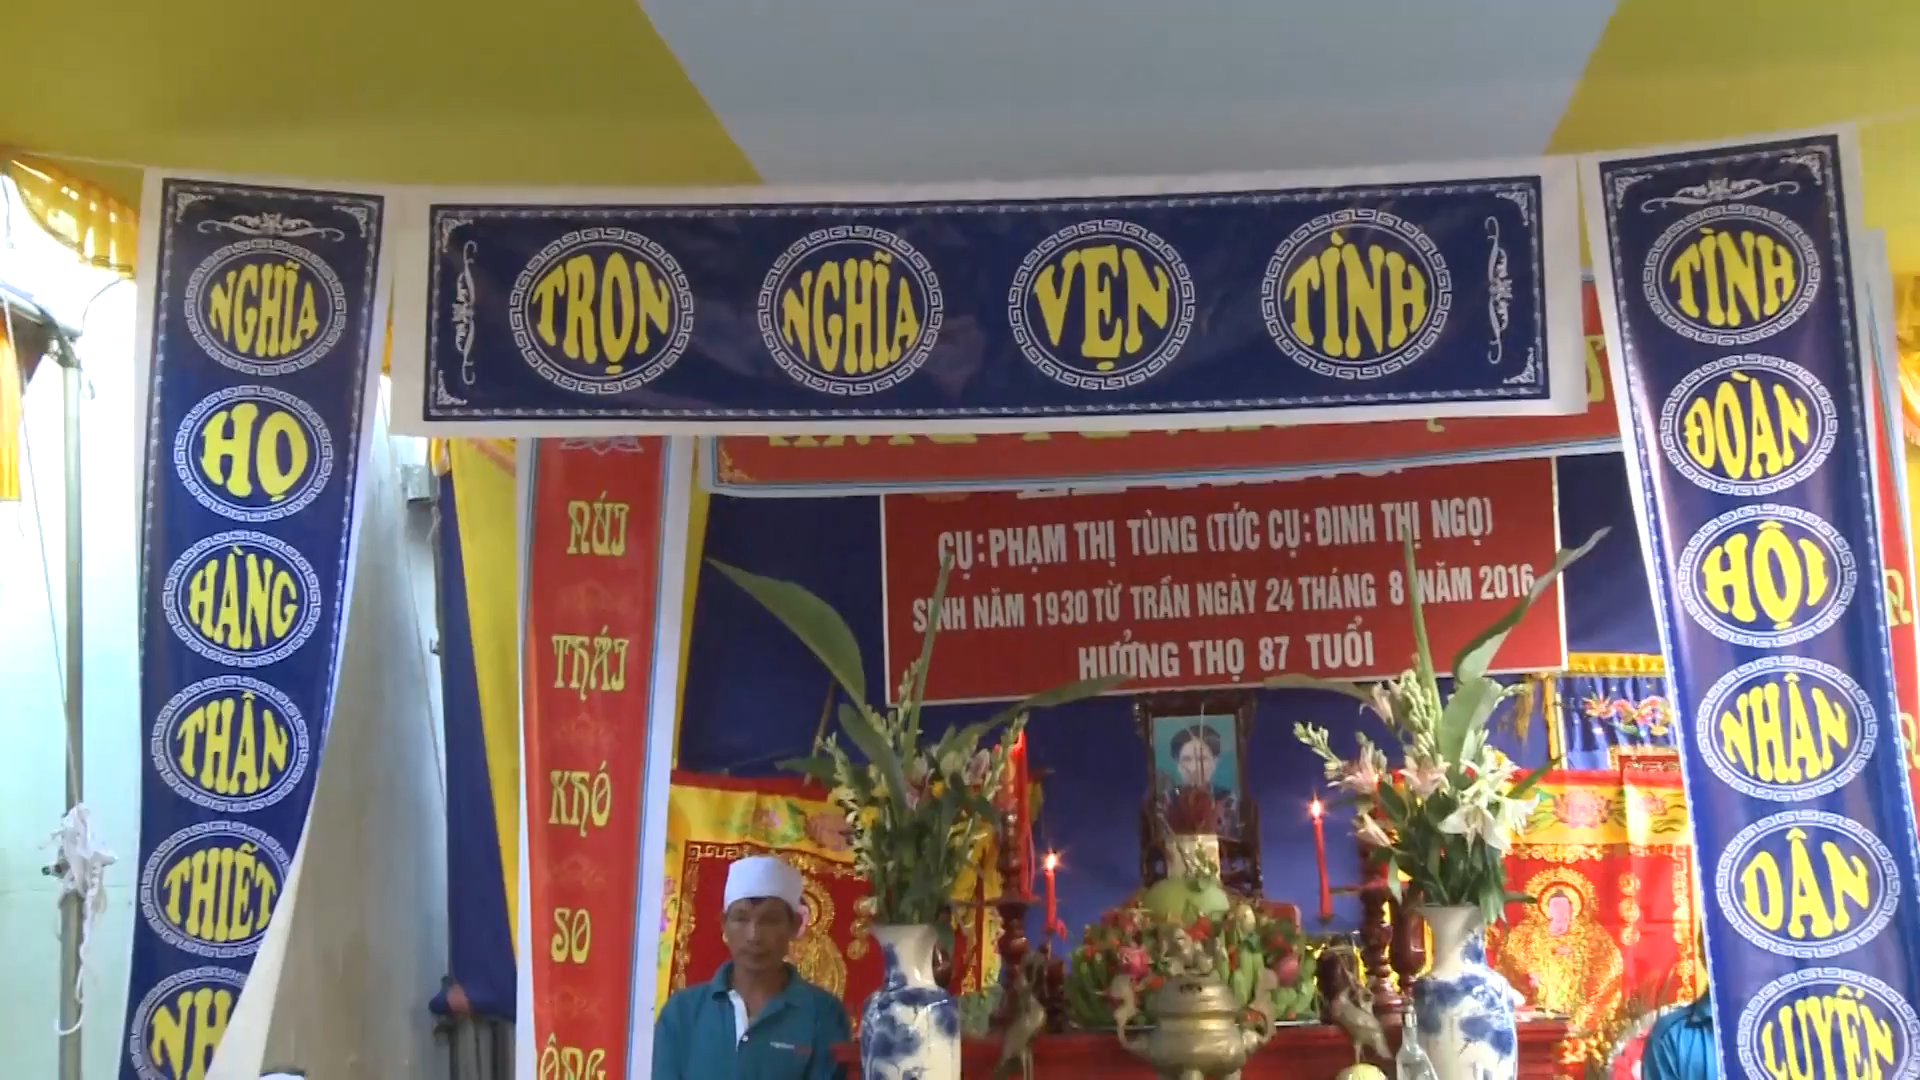 TRỌN NGHĨA VẸN TÌNH
NGHĨA
HỌ
HÀNG
THÂN
THIẾT
NÚI
THÁI
KHÓ
SO
CÔNG
CỤ: PHẠM THỊ TÙNG (TỨC CỤ: ĐINH THỊ NGỌ)
SINH NĂM 1930 TỪ TRẦN NGÀY 24 THÁNG 8 NĂM 2016
HƯỞNG THỌ 87 TUỔI
TÌNH
ĐOÀN
HỘI
NHÂN
DÂN
LUYẾN